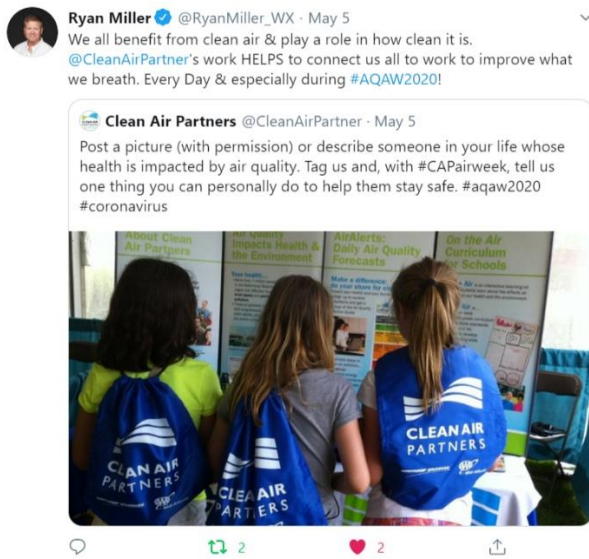 Ryan Miller @RyanMiller_WX · May 5
We all benefit from clean air & play a role in how clean it is.
@CleanAirPartner's work HELPS to connect us all to work to improve what
we breath. Every Day & especially during #AQAW2020!
Clean Air Partners @CleanAirPartner · May 5
Post a picture (with permission) or describe someone in your life whose
health is impacted by air quality. Tag us and, with #CAPairweek, tell us
one thing you can personally do to help them stay safe. #aqaw2020
#coronavirus
About Clean
Air Partners
Air Quality
Impacts Health &
the Environment
AirAlerts:
Daily Air Quality
Forecasts
On the Air
Curriculum
for Schools
Your health...
Make a difference:
CLEAN AIR
PARTNERS
CLEAN AIR
PARTNERS
CLEAN AIR
PARTNERS
2
2